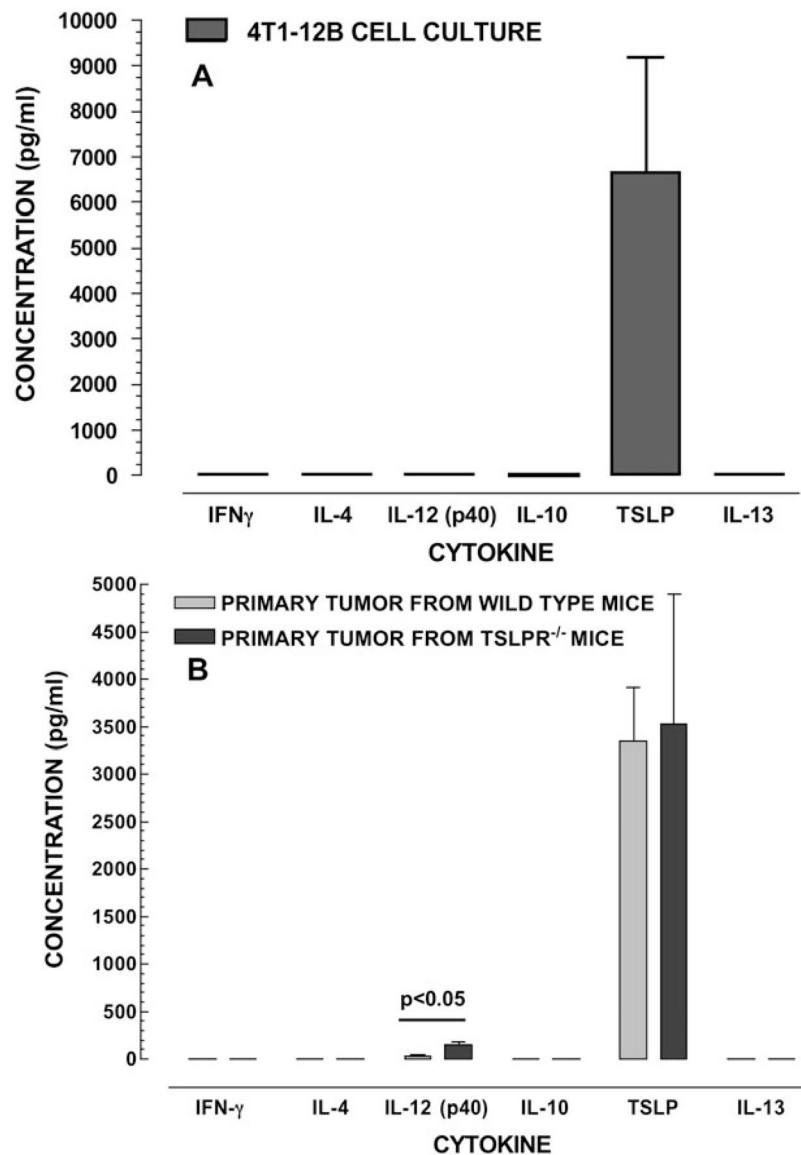 4T1-12B CELL CULTURE
A
CONCENTRATION (pg/ml)
10000
9000
8000
7000
6000
5000
4000
3000
2000
1000
0
IFNγ IL-4 IL-12 (p40) IL-10 TSLP IL-13
CYTOKINE
PRIMARY TUMOR FROM WILD TYPE MICE
PRIMARY TUMOR FROM TSLPR-/- MICE
B
CONCENTRATION (pg/ml)
5000
4500
4000
3500
3000
2500
2000
1500
1000
500
0
p<0.05
IFN-γ IL-4 IL-12 (p40) IL-10 TSLP IL-13
CYTOKINE